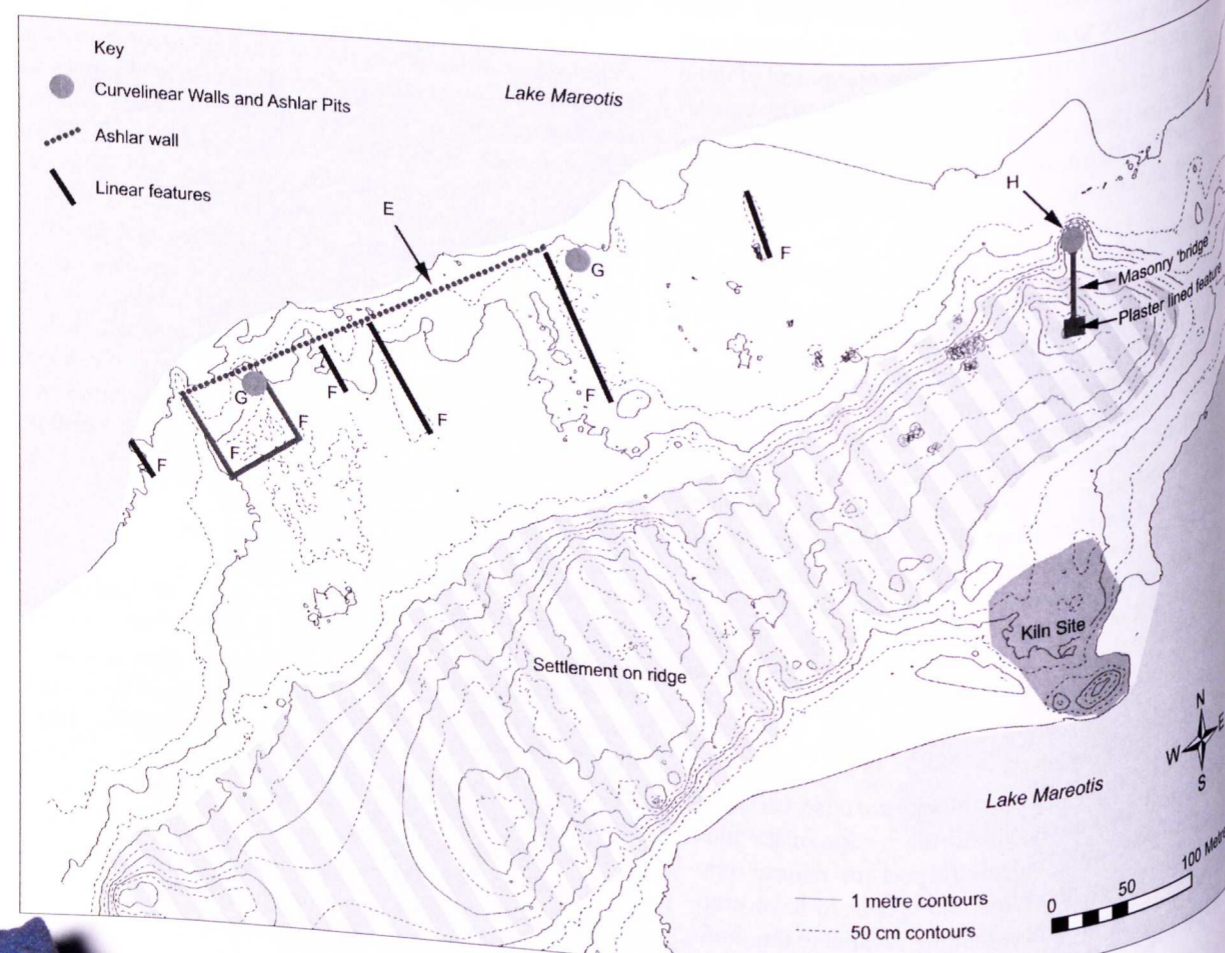 Key
Curvelinear Walls and Ashlar Pits
Ashlar wall
Linear features
Lake Mareotis
E
H
F
G
Masonry 'bridge'
Plaster lined feature
G
F
F
F
F
F
F
Kiln Site
Settlement on ridge
N
W E
S
Lake Mareotis
1 metre contours
50 cm contours
0 50 100